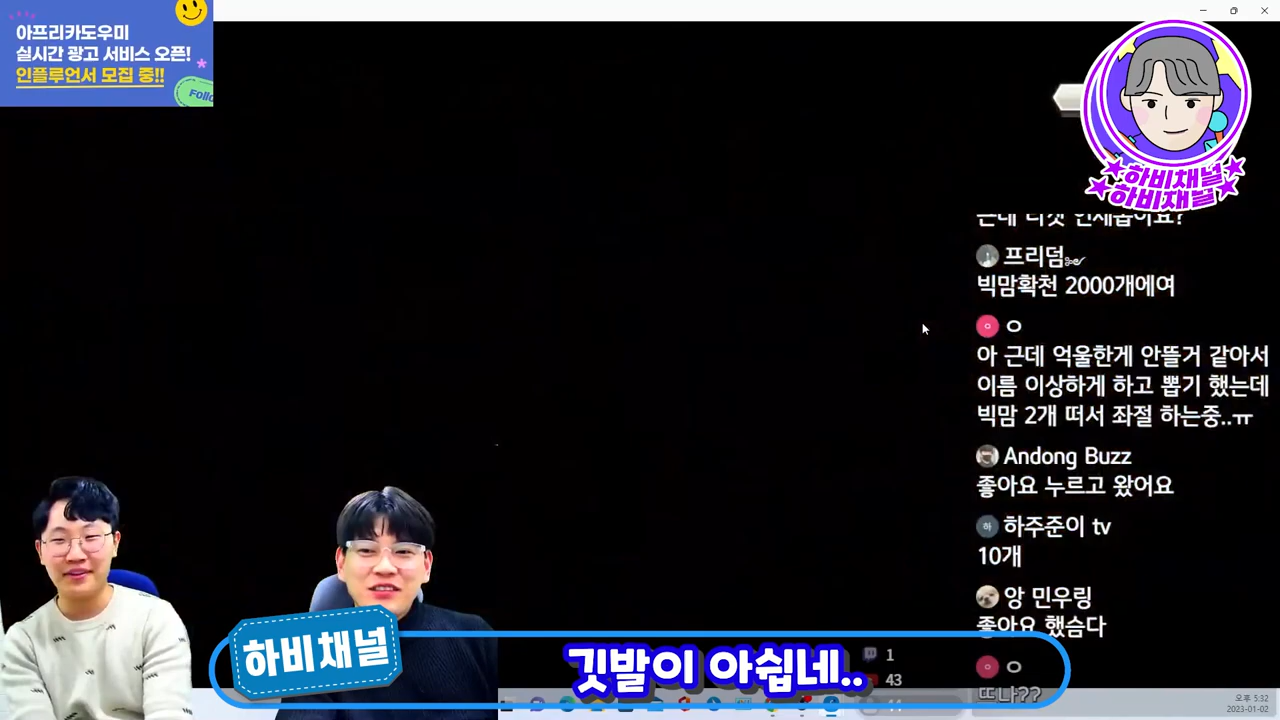 아프리카도우미
실시간 광고 서비스 오픈!
인플루언서 모집 중!!
하비채널
하비채널
프리덤
빅맘확천 2000개에여
ㅇ
아 근데 억울한게 안뜰거 같아서
이름 이상하게 하고 뽑기 했는데
빅맘 2개 떠서 좌절 하는중..ㅠ
Andong Buzz
좋아요 누르고 왔어요
하 하주준이 tv
10개
앙 민우링
좋아요 했슴다
ㅇ
또나??
하비채널
깃발이 아쉽네..
1
43
오후 5:32
2023-01-02